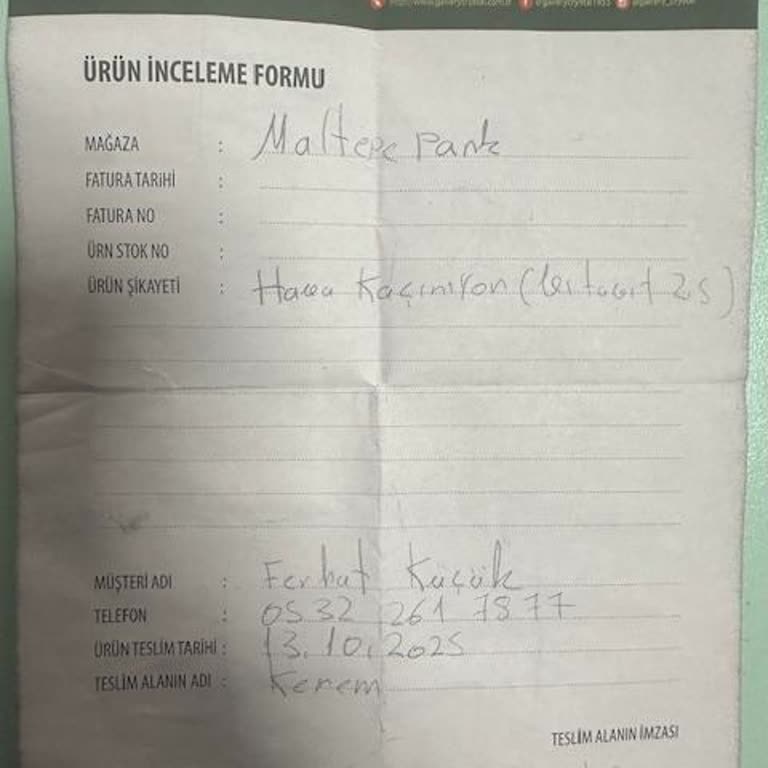 ÜRÜN İNCELEME FORMU
MAĞAZA : Maltepe Park
FATURA TARİHİ :
FATURA NO :
ÜRN STOK NO :
ÜRÜN ŞİKAYETİ : Hava Kaçırıyor ( 2.5 )
MÜŞTERİ ADI : Ferhat Küçük
TELEFON : 0532 261 7877
ÜRÜN TESLİM TARİHİ : 13.10.2025
TESLİM ALANIN ADI : Kerem
TESLİM ALANIN İMZASI